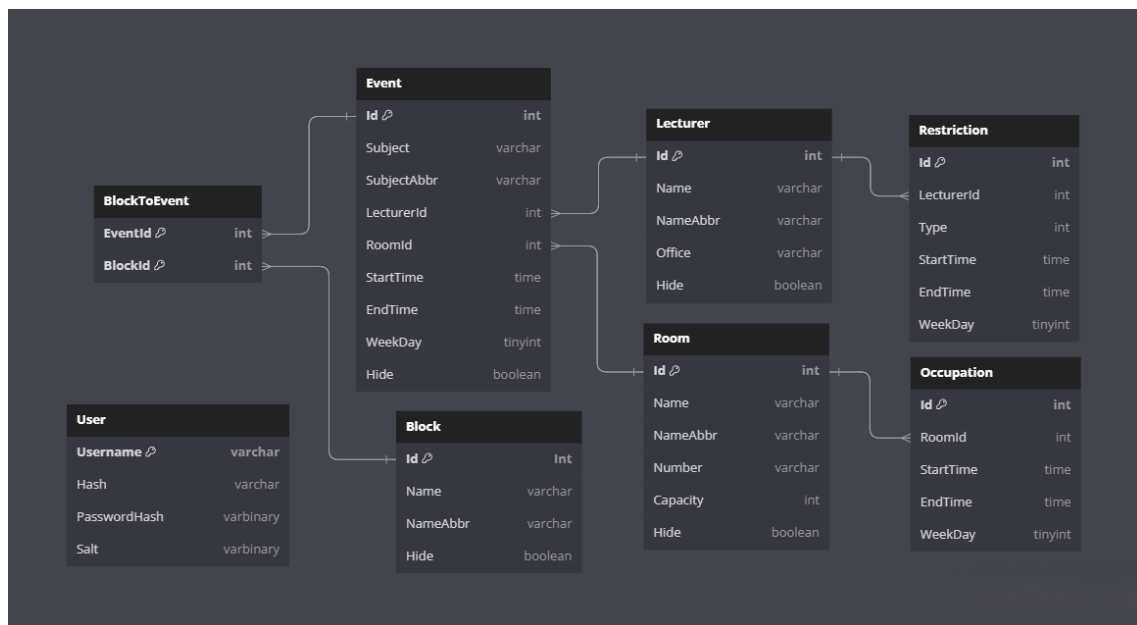 Event
Id int
Subject varchar
SubjectAbbr varchar
LecturerId int
RoomId int
StartTime time
EndTime time
WeekDay tinyint
Hide boolean
Lecturer
Id int
Name varchar
NameAbbr varchar
Office varchar
Hide boolean
Restriction
Id int
LecturerId int
Type int
StartTime time
EndTime time
WeekDay tinyint
BlockToEvent
EventId int
BlockId int
Room
Id int
Name varchar
NameAbbr varchar
Number varchar
Capacity int
Hide boolean
Occupation
Id int
RoomId int
StartTime time
EndTime time
WeekDay tinyint
User
Username varchar
Hash varchar
PasswordHash varbinary
Salt varbinary
Block
Id Int
Name varchar
NameAbbr varchar
Hide boolean